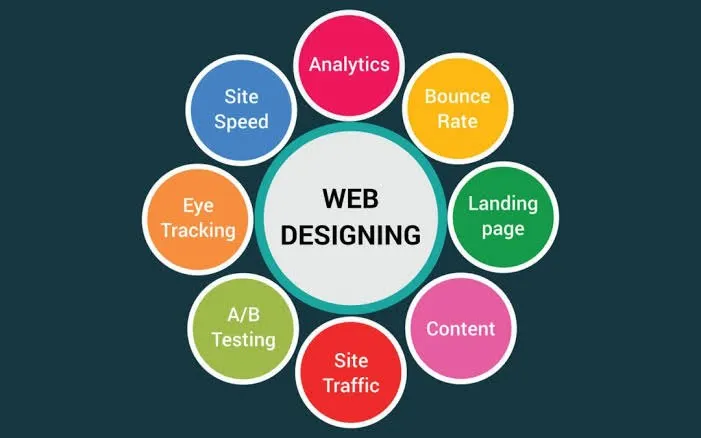 Analytics
Bounce
Rate
Landing
page
Content
Site
Traffic
A/B
Testing
Eye
Tracking
Site
Speed
WEB
DESIGNING